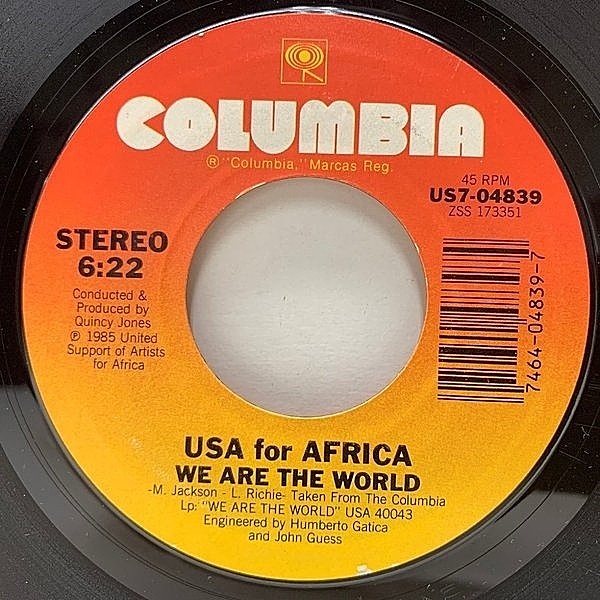 COLUMBIA
® "Columbia," Marcas Reg.
45 RPM
US7-04839
ZSS 173351
STEREO
6:22
Conducted &
Produced by
Quincy Jones
℗ 1985 United
Support of Artists
for Africa
7464-04839-7
USA for AFRICA
WE ARE THE WORLD
-M. Jackson - L. Richie- Taken From The Columbia
Lp: "WE ARE THE WORLD" USA 40043
Engineered by Humberto Gatica
and John Guess